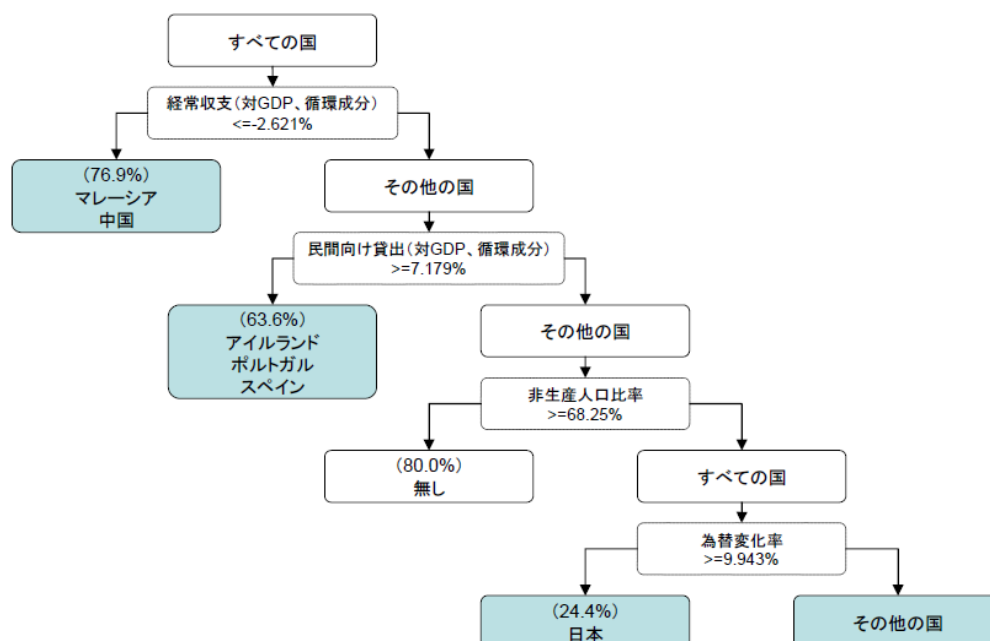 すべての国
経常収支(対GDP、循環成分)
<=-2.621%
(76.9%)
マレーシア
中国
その他の国
民間向け貸出(対GDP、循環成分)
>=7.179%
(63.6%)
アイルランド
ポルトガル
スペイン
その他の国
非生産人口比率
>=68.25%
(80.0%)
無し
すべての国
為替変化率
>=9.943%
(24.4%)
日本
その他の国